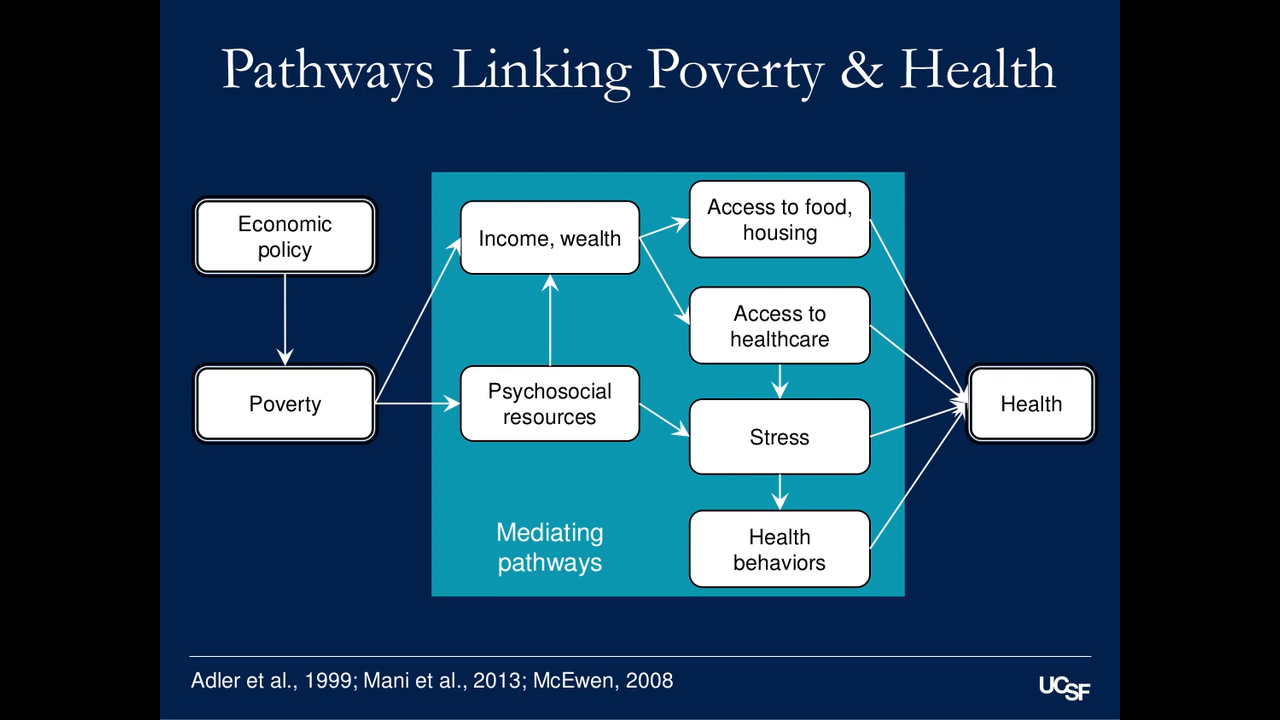 Pathways Linking Poverty & Health
Economic
policy
Poverty
Income, wealth
Psychosocial
resources
Mediating
pathways
Access to food,
housing
Access to
healthcare
Stress
Health
behaviors
Health
Adler et al., 1999; Mani et al., 2013; McEwen, 2008
UCSF